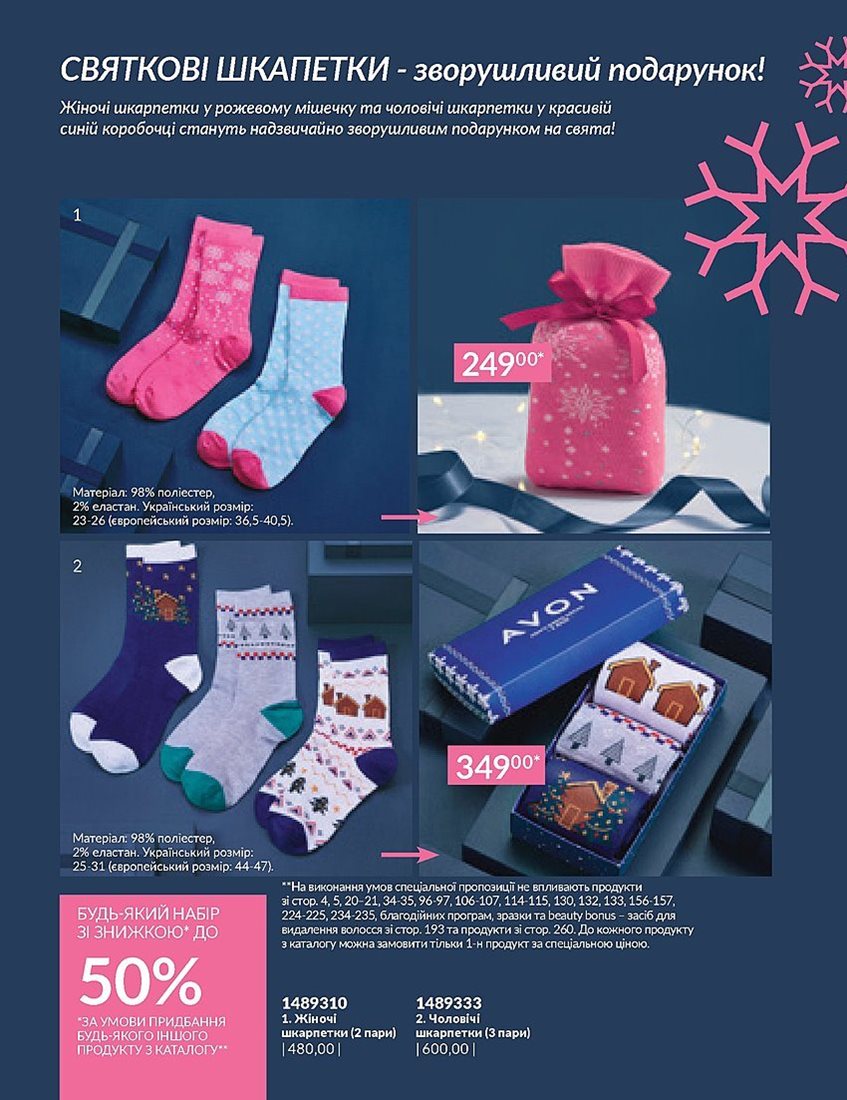 СВЯТКОВІ ШКАПЕТКИ - зворушливий подарунок!
Жіночі шкарпетки у рожевому мішечку та чоловічі шкарпетки у красивій
синій коробочці стануть надзвичайно зворушливим подарунком на свята!
1
24900*
Матеріал: 98% поліестер,
2% еластан. Український розмір:
23-26 (європейський розмір: 36,5-40,5).
2
AVON
34900*
Матеріал: 98% поліестер,
2% еластан. Український розмір:
25-31 (європейський розмір: 44-47).
**На виконання умов спеціальної пропозиції не впливають продукти
зі стор. 4, 5, 20–21, 34-35, 96-97, 106-107, 114-115, 130, 132, 133, 156-157,
224-225, 234-235, благодійних програм, зразки та beauty bonus – засіб для
видалення волосся зі стор. 193 та продукти зі стор. 260. До кожного продукту
з каталогу можна замовити тільки 1-н продукт за спеціальною ціною.
БУДЬ-ЯКИЙ НАБІР
ЗІ ЗНИЖКОЮ* ДО
50%
*ЗА УМОВИ ПРИДБАННЯ
БУДЬ-ЯКОГО ІНШОГО
ПРОДУКТУ З КАТАЛОГУ**
1489310
1. Жіночі
шкарпетки (2 пари)
| 480,00 |
1489333
2. Чоловічі
шкарпетки (3 пари)
| 600,00 |